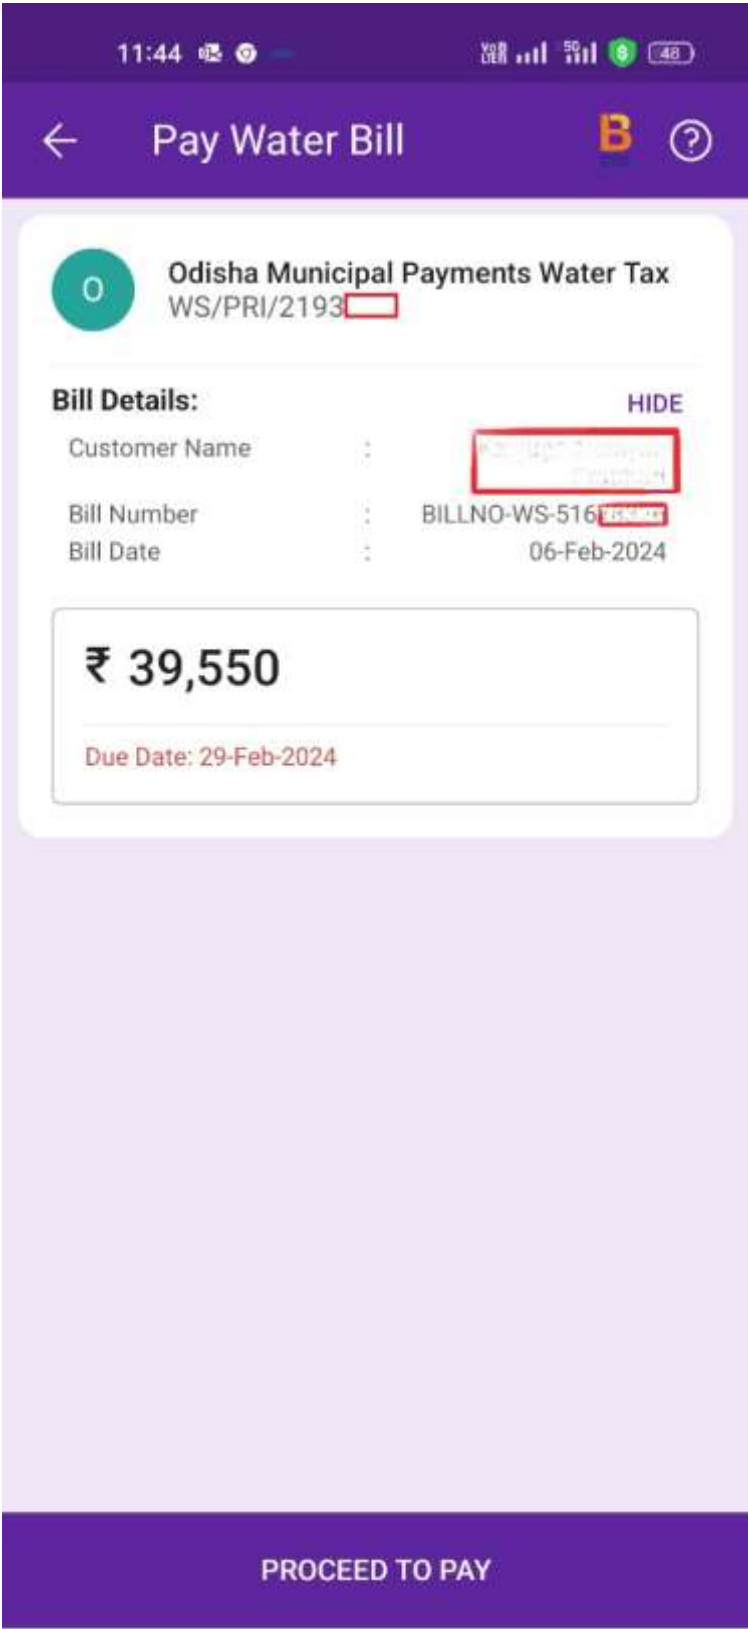 11:44
VoLTE 5G 48
Pay Water Bill
B ?
O
Odisha Municipal Payments Water Tax
WS/PRI/2193
Bill Details:
HIDE
Customer Name :
Bill Number : BILLNO-WS-516
Bill Date : 06-Feb-2024
₹ 39,550
Due Date: 29-Feb-2024
PROCEED TO PAY